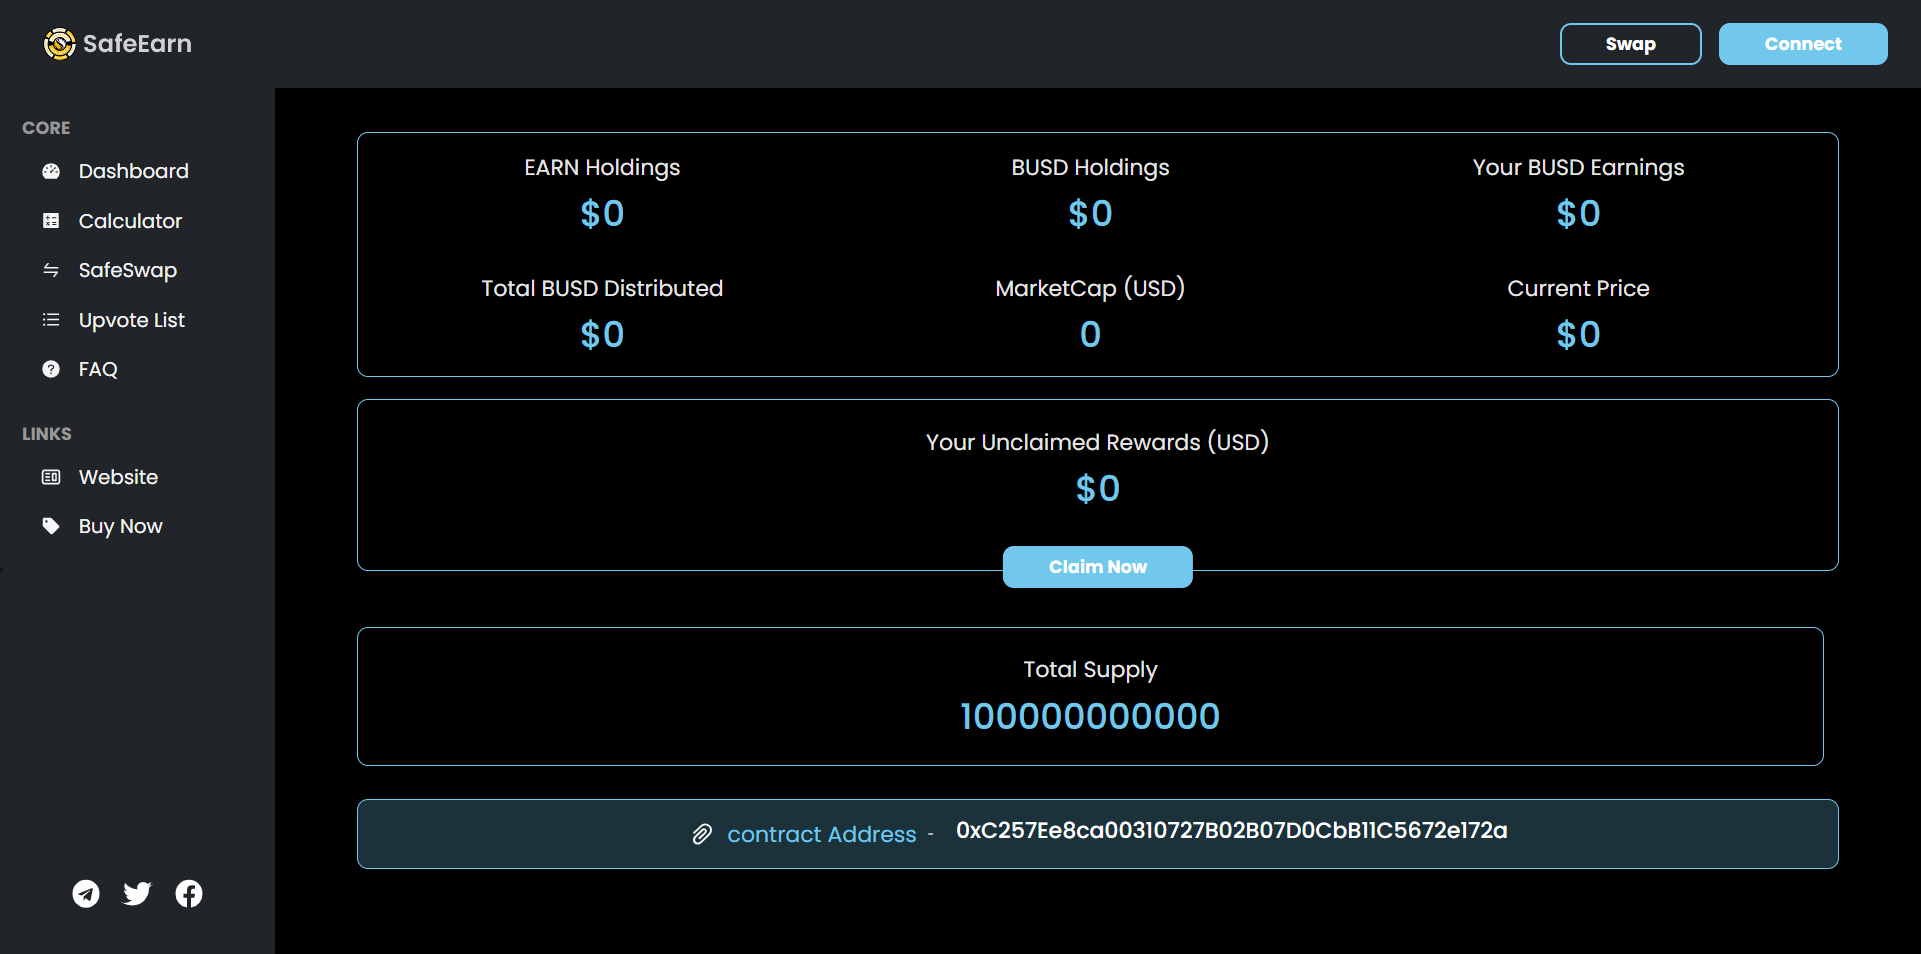 SafeEarn
Swap
Connect
CORE
Dashboard
Calculator
SafeSwap
Upvote List
FAQ
LINKS
Website
Buy Now
EARN Holdings
$0
BUSD Holdings
$0
Your BUSD Earnings
$0
Total BUSD Distributed
$0
MarketCap (USD)
0
Current Price
$0
Your Unclaimed Rewards (USD)
$0
Claim Now
Total Supply
100000000000
contract Address - 0xC257Ee8ca00310727B02B07D0CbB11C5672e172a